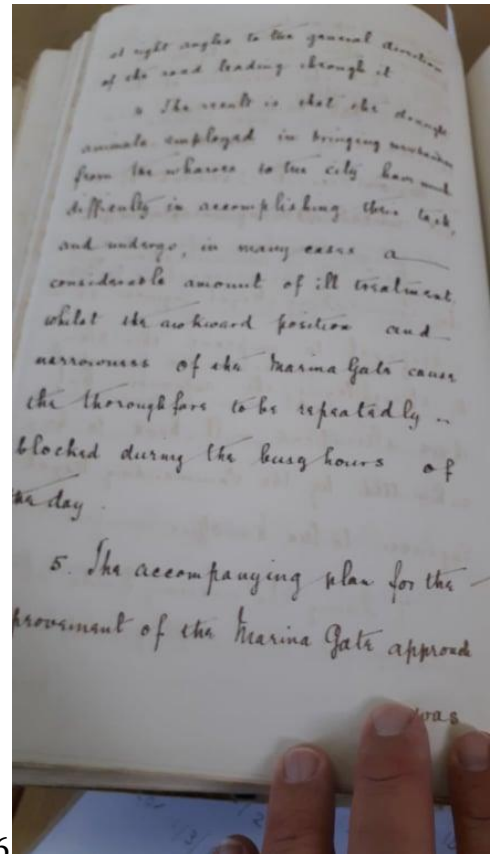 at right angles to the general direction
of the road leading through it
4 The result is that the draught
animals employed in bringing
from the wharves to the city have much
difficulty in accomplishing their task,
and undergo, in many cases a
considerable amount of ill treatment,
whilst the awkward position and
narrowness of the Marina Gate cause
the thoroughfare to be repeatedly
blocked during the busy hours of
the day.
5. The accompanying plan for the
provement of the Marina Gate approach
was
6